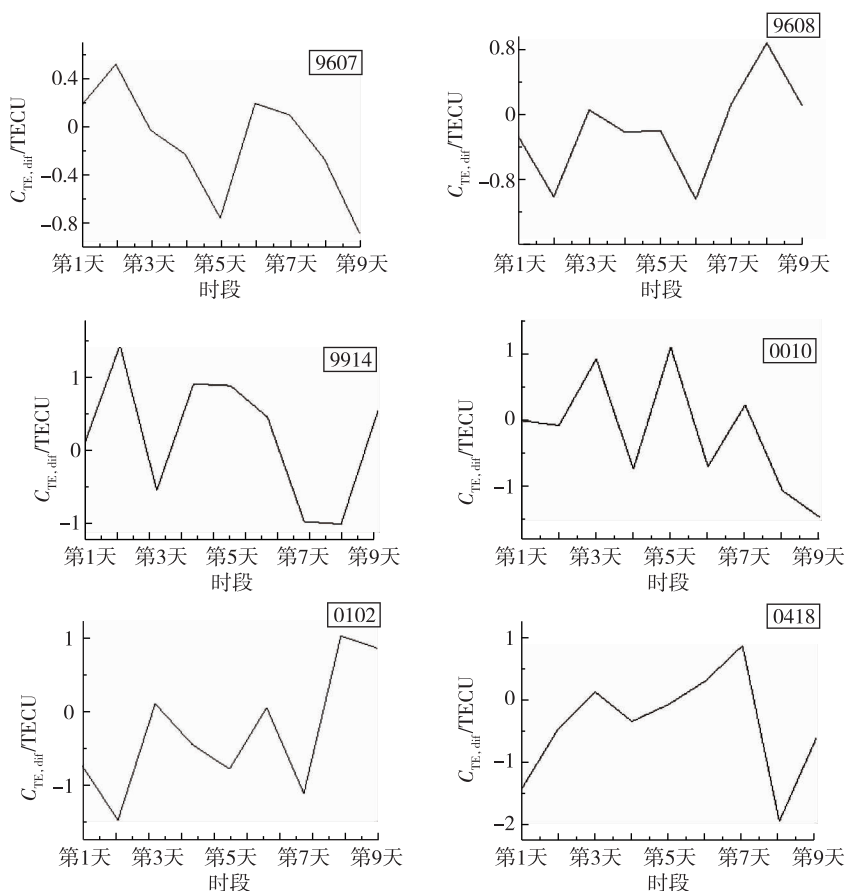 9607
C_TE, dif/TECU
0.4
0
-0.4
-0.8
第1天 第3天 第5天 第7天 第9天
时段
9608
C_TE, dif/TECU
0.8
0
-0.8
第1天 第3天 第5天 第7天 第9天
时段
9914
C_TE, dif/TECU
1
0
-1
第1天 第3天 第5天 第7天 第9天
时段
0010
C_TE, dif/TECU
1
0
-1
第1天 第3天 第5天 第7天 第9天
时段
0102
C_TE, dif/TECU
1
0
-1
第1天 第3天 第5天 第7天 第9天
时段
0418
C_TE, dif/TECU
1
0
-1
-2
第1天 第3天 第5天 第7天 第9天
时段